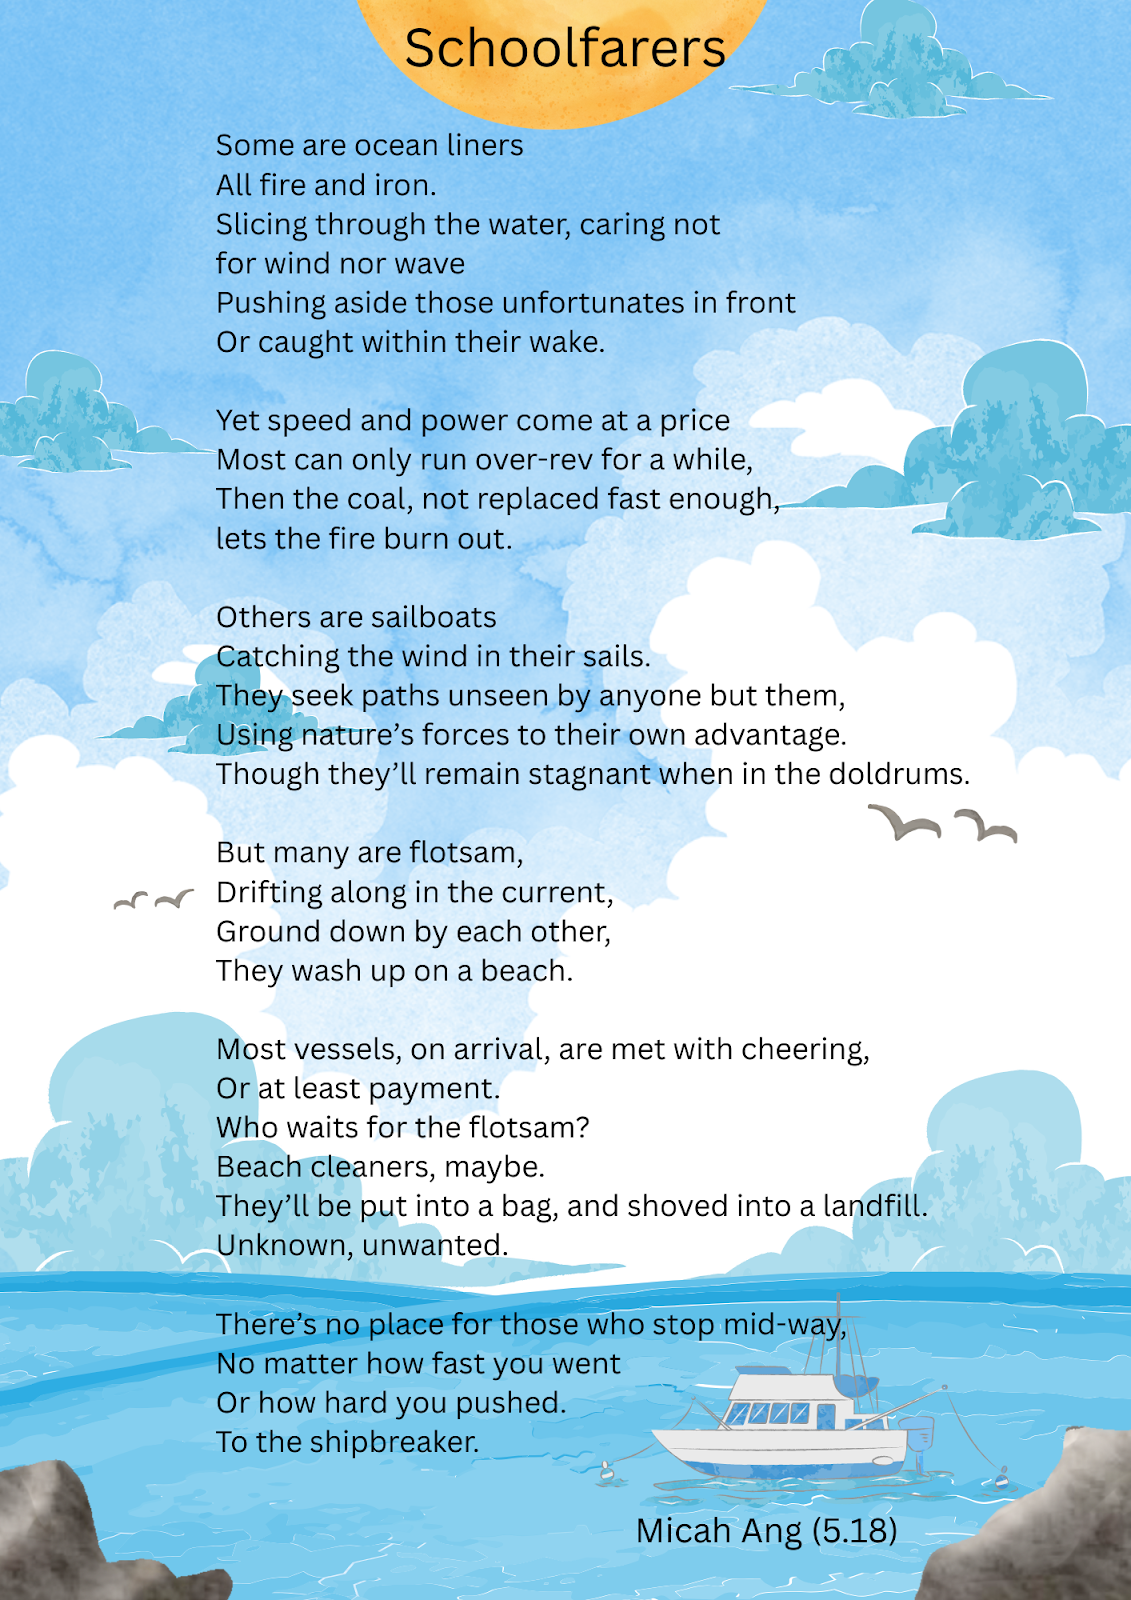 Schoolfarers
Some are ocean liners
All fire and iron.
Slicing through the water, caring not
for wind nor wave
Pushing aside those unfortunates in front
Or caught within their wake.
Yet speed and power come at a price
Most can only run over-rev for a while,
Then the coal, not replaced fast enough,
lets the fire burn out.
Others are sailboats
Catching the wind in their sails.
They seek paths unseen by anyone but them,
Using nature’s forces to their own advantage.
Though they’ll remain stagnant when in the doldrums.
But many are flotsam,
Drifting along in the current,
Ground down by each other,
They wash up on a beach.
Most vessels, on arrival, are met with cheering,
Or at least payment.
Who waits for the flotsam?
Beach cleaners, maybe.
They’ll be put into a bag, and shoved into a landfill.
Unknown, unwanted.
There’s no place for those who stop mid-way,
No matter how fast you went
Or how hard you pushed.
To the shipbreaker.
Micah Ang (5.18)